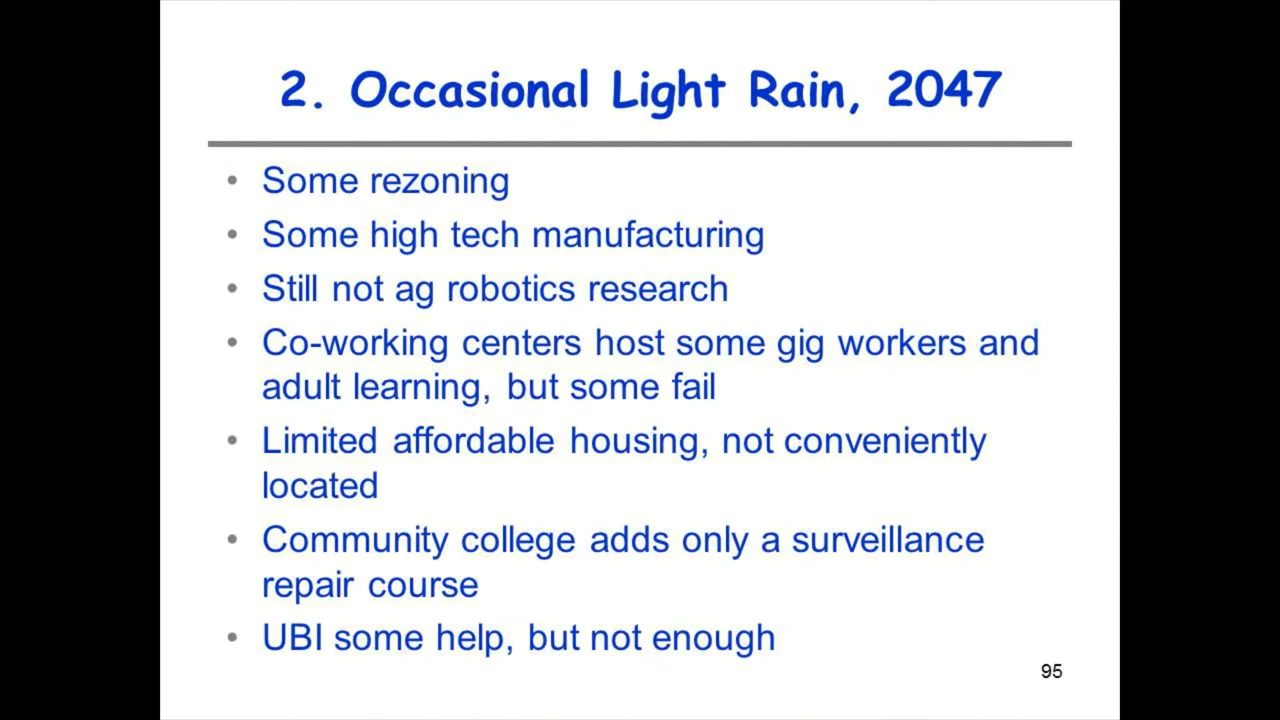 2. Occasional Light Rain, 2047
• Some rezoning
• Some high tech manufacturing
• Still not ag robotics research
• Co-working centers host some gig workers and
adult learning, but some fail
• Limited affordable housing, not conveniently
located
• Community college adds only a surveillance
repair course
• UBI some help, but not enough
95